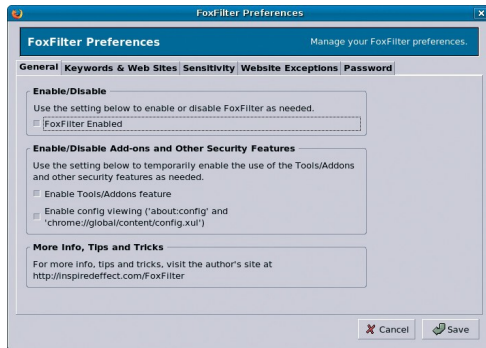 FoxFilter Preferences
FoxFilter Preferences
Manage your FoxFilter preferences.
General Keywords & Web Sites Sensitivity Website Exceptions Password
Enable/Disable
Use the setting below to enable or disable FoxFilter as needed.
FoxFilter Enabled
Enable/Disable Add-ons and Other Security Features
Use the setting below to temporarily enable the use of the Tools/Addons
and other security features as needed.
Enable Tools/Addons feature
Enable config viewing ('about:config' and
'chrome://global/content/config.xul')
More Info, Tips and Tricks
For more info, tips and tricks, visit the author's site at
http://inspiredeffect.com/FoxFilter
Cancel Save